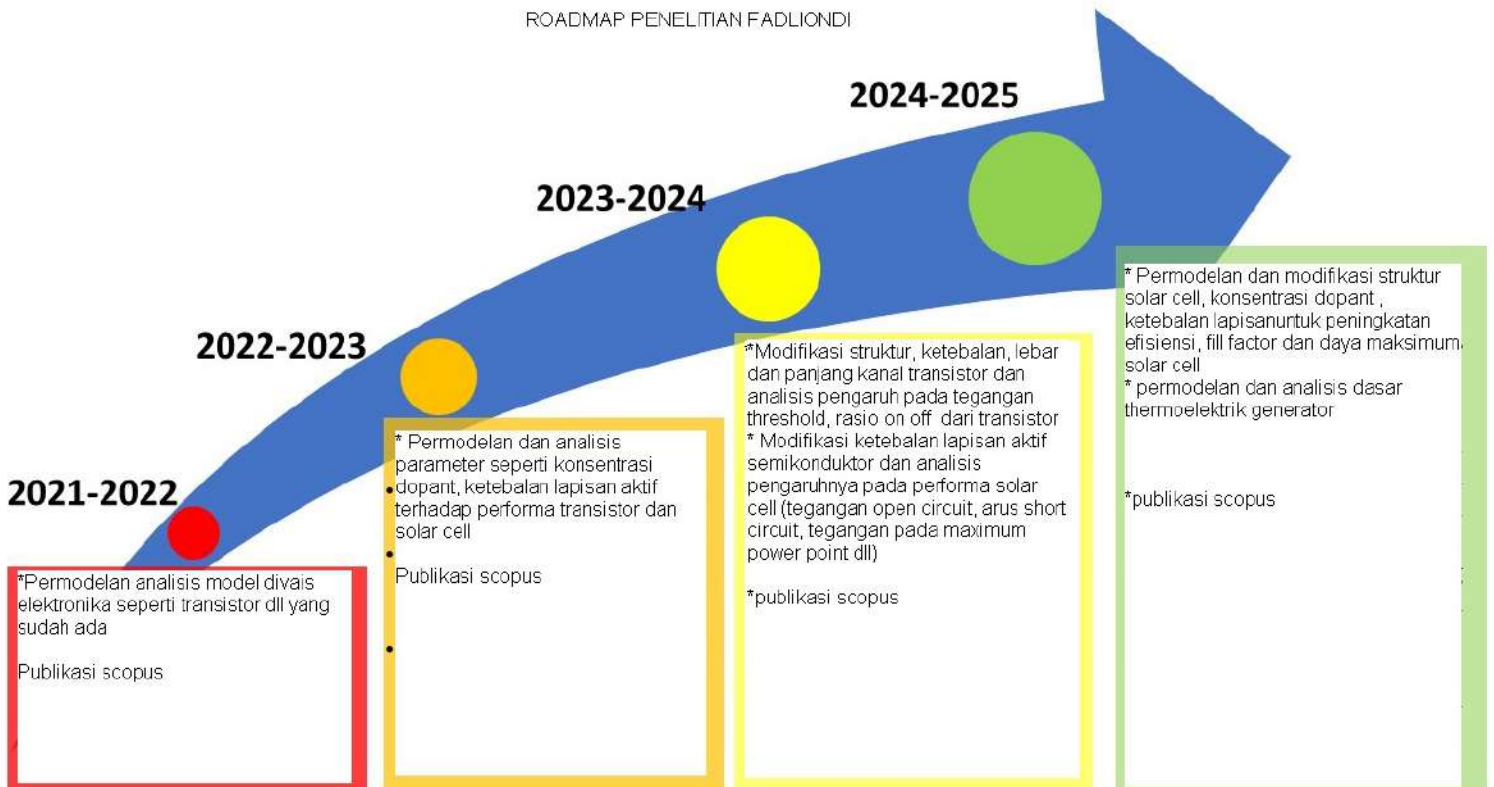 ROADMAP PENELITIAN FADLIONDI
2021-2022
*Permodelan analisis model divais
elektronika seperti transistor dll yang
sudah ada
Publikasi scopus
2022-2023
* Permodelan dan analisis
parameter seperti konsentrasi
dopant, ketebalan lapisan aktif
terhadap performa transistor dan
solar cell
Publikasi scopus
2023-2024
*Modifikasi struktur, ketebalan, lebar
dan panjang kanal transistor dan
analisis pengaruh pada tegangan
threshold, rasio on off dari transistor
* Modifikasi ketebalan lapisan aktif
semikonduktor dan analisis
pengaruhnya pada performa solar
cell (tegangan open circuit, arus short
circuit, tegangan pada maximum
power point dll)
*publikasi scopus
2024-2025
* Permodelan dan modifikasi struktur
solar cell, konsentrasi dopant ,
ketebalan lapisanuntuk peningkatan
efisiensi, fill factor dan daya maksimum
solar cell
* permodelan dan analisis dasar
thermoelektrik generator
*publikasi scopus